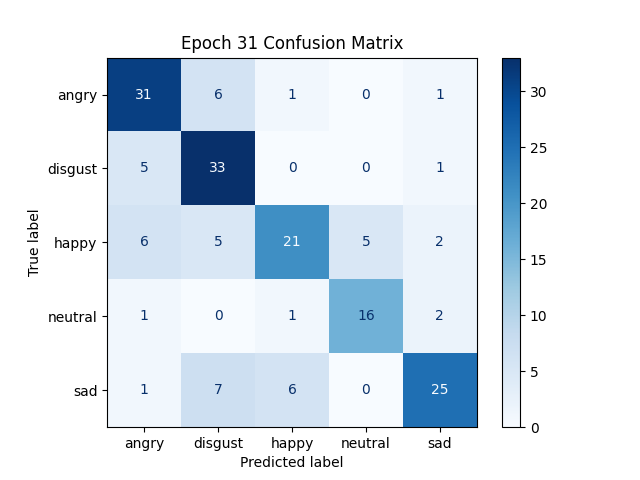 Epoch 31 Confusion Matrix
True label
angry 31 6 1 0 1
disgust 5 33 0 0 1
happy 6 5 21 5 2
neutral 1 0 1 16 2
sad 1 7 6 0 25
angry disgust happy neutral sad
Predicted label
30
25
20
15
10
5
0